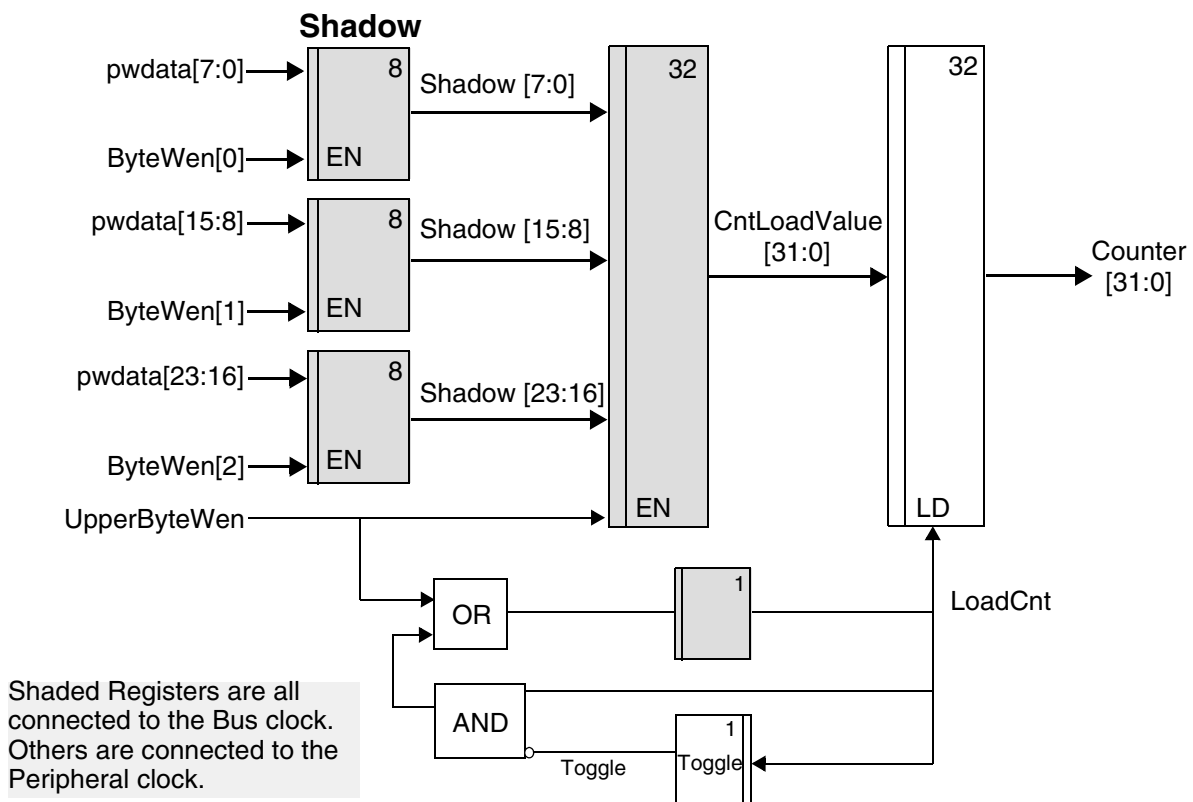 Shadow
pwdata[7:0]
8
Shadow [7:0]
32
32
ByteWen[0]
EN
pwdata[15:8]
8
Shadow [15:8]
CntLoadValue
[31:0]
Counter
[31:0]
ByteWen[1]
EN
pwdata[23:16]
8
Shadow [23:16]
ByteWen[2]
EN
UpperByteWen
EN
LD
OR
1
LoadCnt
AND
1
Toggle
Toggle
Shaded Registers are all
connected to the Bus clock.
Others are connected to the
Peripheral clock.